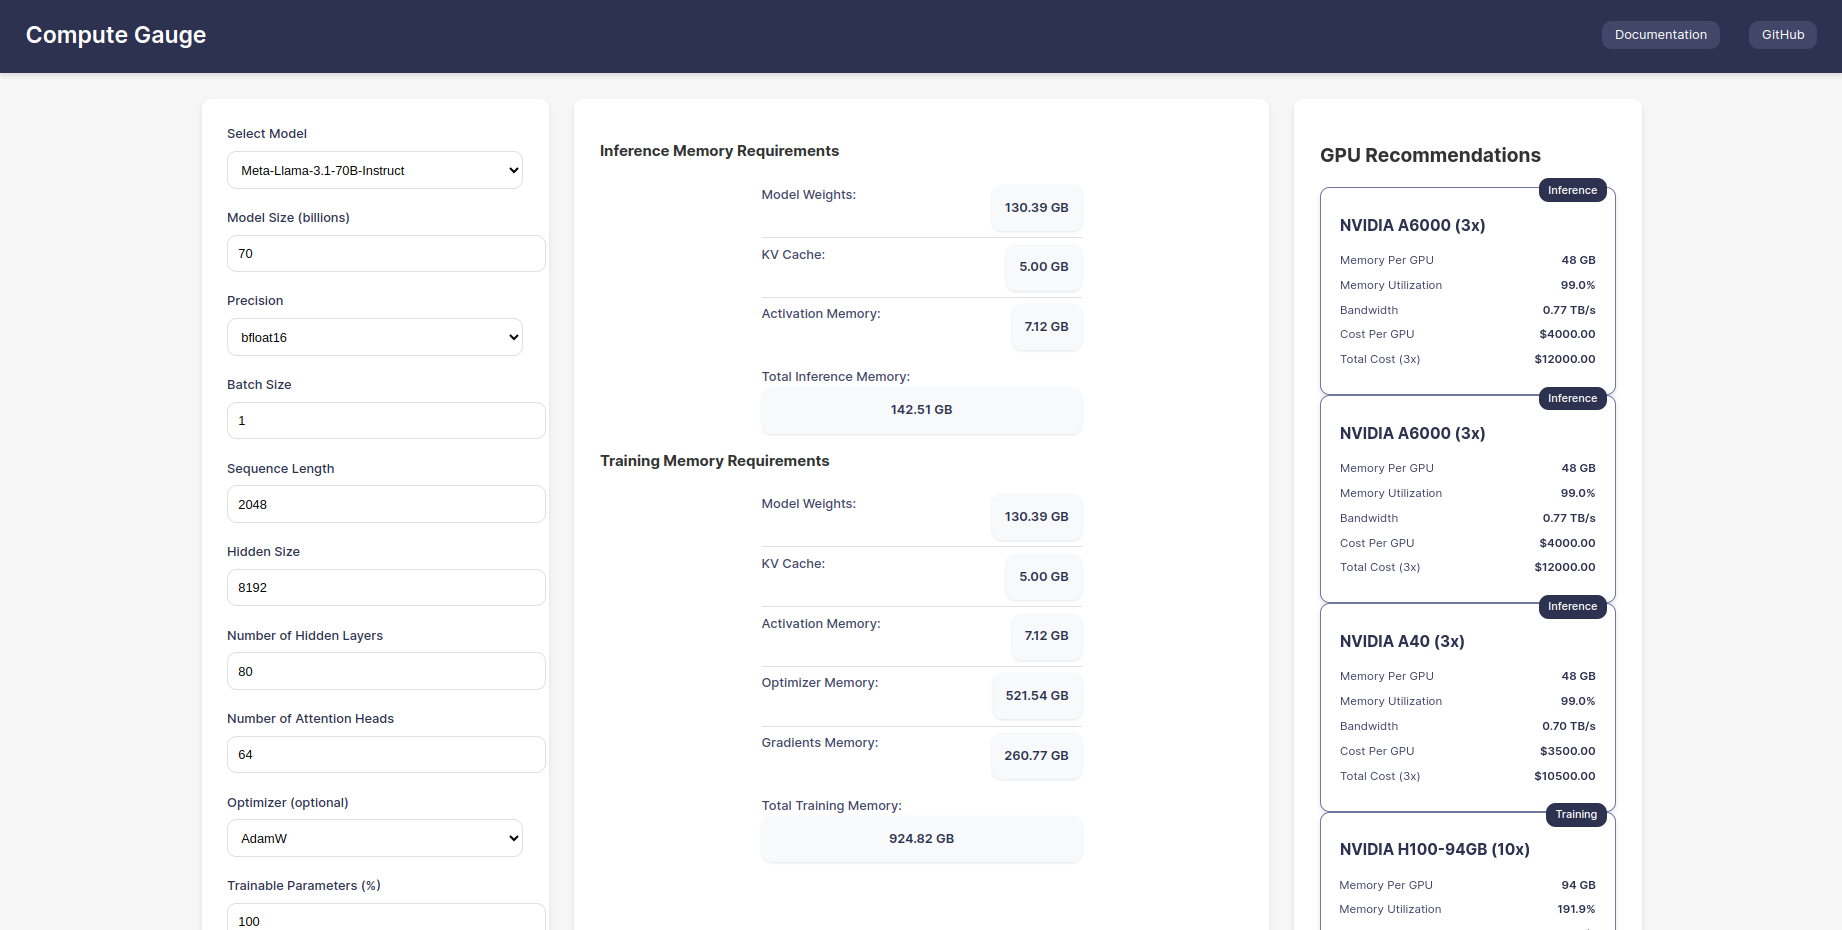 Compute Gauge
Documentation
GitHub
Select Model
Meta-Llama-3.1-70B-Instruct
Model Size (billions)
70
Precision
bfloat16
Batch Size
1
Sequence Length
2048
Hidden Size
8192
Number of Hidden Layers
80
Number of Attention Heads
64
Optimizer (optional)
AdamW
Trainable Parameters (%)
100
Inference Memory Requirements
Model Weights: 130.39 GB
KV Cache: 5.00 GB
Activation Memory: 7.12 GB
Total Inference Memory:
142.51 GB
Training Memory Requirements
Model Weights: 130.39 GB
KV Cache: 5.00 GB
Activation Memory: 7.12 GB
Optimizer Memory: 521.54 GB
Gradients Memory: 260.77 GB
Total Training Memory:
924.82 GB
GPU Recommendations
Inference
NVIDIA A6000 (3x)
Memory Per GPU 48 GB
Memory Utilization 99.0%
Bandwidth 0.77 TB/s
Cost Per GPU $4000.00
Total Cost (3x) $12000.00
Inference
NVIDIA A6000 (3x)
Memory Per GPU 48 GB
Memory Utilization 99.0%
Bandwidth 0.77 TB/s
Cost Per GPU $4000.00
Total Cost (3x) $12000.00
Inference
NVIDIA A40 (3x)
Memory Per GPU 48 GB
Memory Utilization 99.0%
Bandwidth 0.70 TB/s
Cost Per GPU $3500.00
Total Cost (3x) $10500.00
Training
NVIDIA H100-94GB (10x)
Memory Per GPU 94 GB
Memory Utilization 191.9%